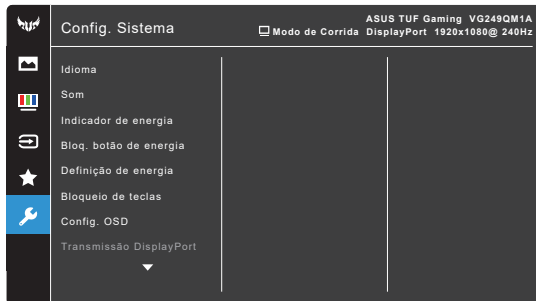 Config. Sistema
ASUS TUF Gaming VG249QM1A
Modo de Corrida DisplayPort 1920x1080@ 240Hz
Idioma
Som
Indicador de energia
Bloq. botão de energia
Definição de energia
Bloqueio de teclas
Config. OSD
Transmissão DisplayPort